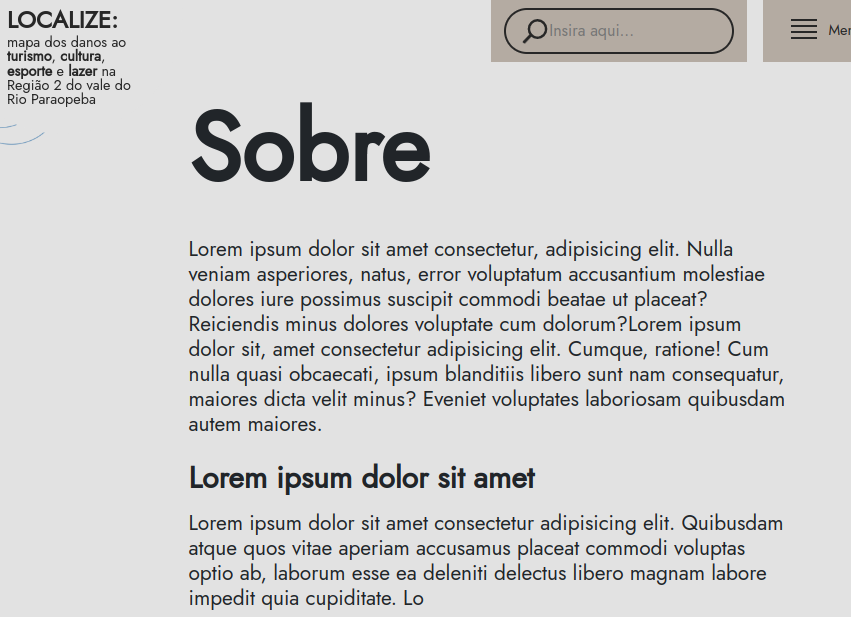 LOCALIZE:
mapa dos danos ao
turismo, cultura,
esporte e lazer na
Região 2 do vale do
Rio Paraopeba
Insira aqui...
Sobre
Lorem ipsum dolor sit amet consectetur, adipisicing elit. Nulla
veniam asperiores, natus, error voluptatum accusantium molestiae
dolores iure possimus suscipit commodi beatae ut placeat?
Reiciendis minus dolores voluptate cum dolorum?Lorem ipsum
dolor sit, amet consectetur adipisicing elit. Cumque, ratione! Cum
nulla quasi obcaecati, ipsum blanditiis libero sunt nam consequatur,
maiores dicta velit minus? Eveniet voluptates laboriosam quibusdam
autem maiores.
Lorem ipsum dolor sit amet
Lorem ipsum dolor sit amet consectetur adipisicing elit. Quibusdam
atque quos vitae aperiam accusamus placeat commodi voluptas
optio ab, laborum esse ea deleniti delectus libero magnam labore
impedit quia cupiditate. Lo